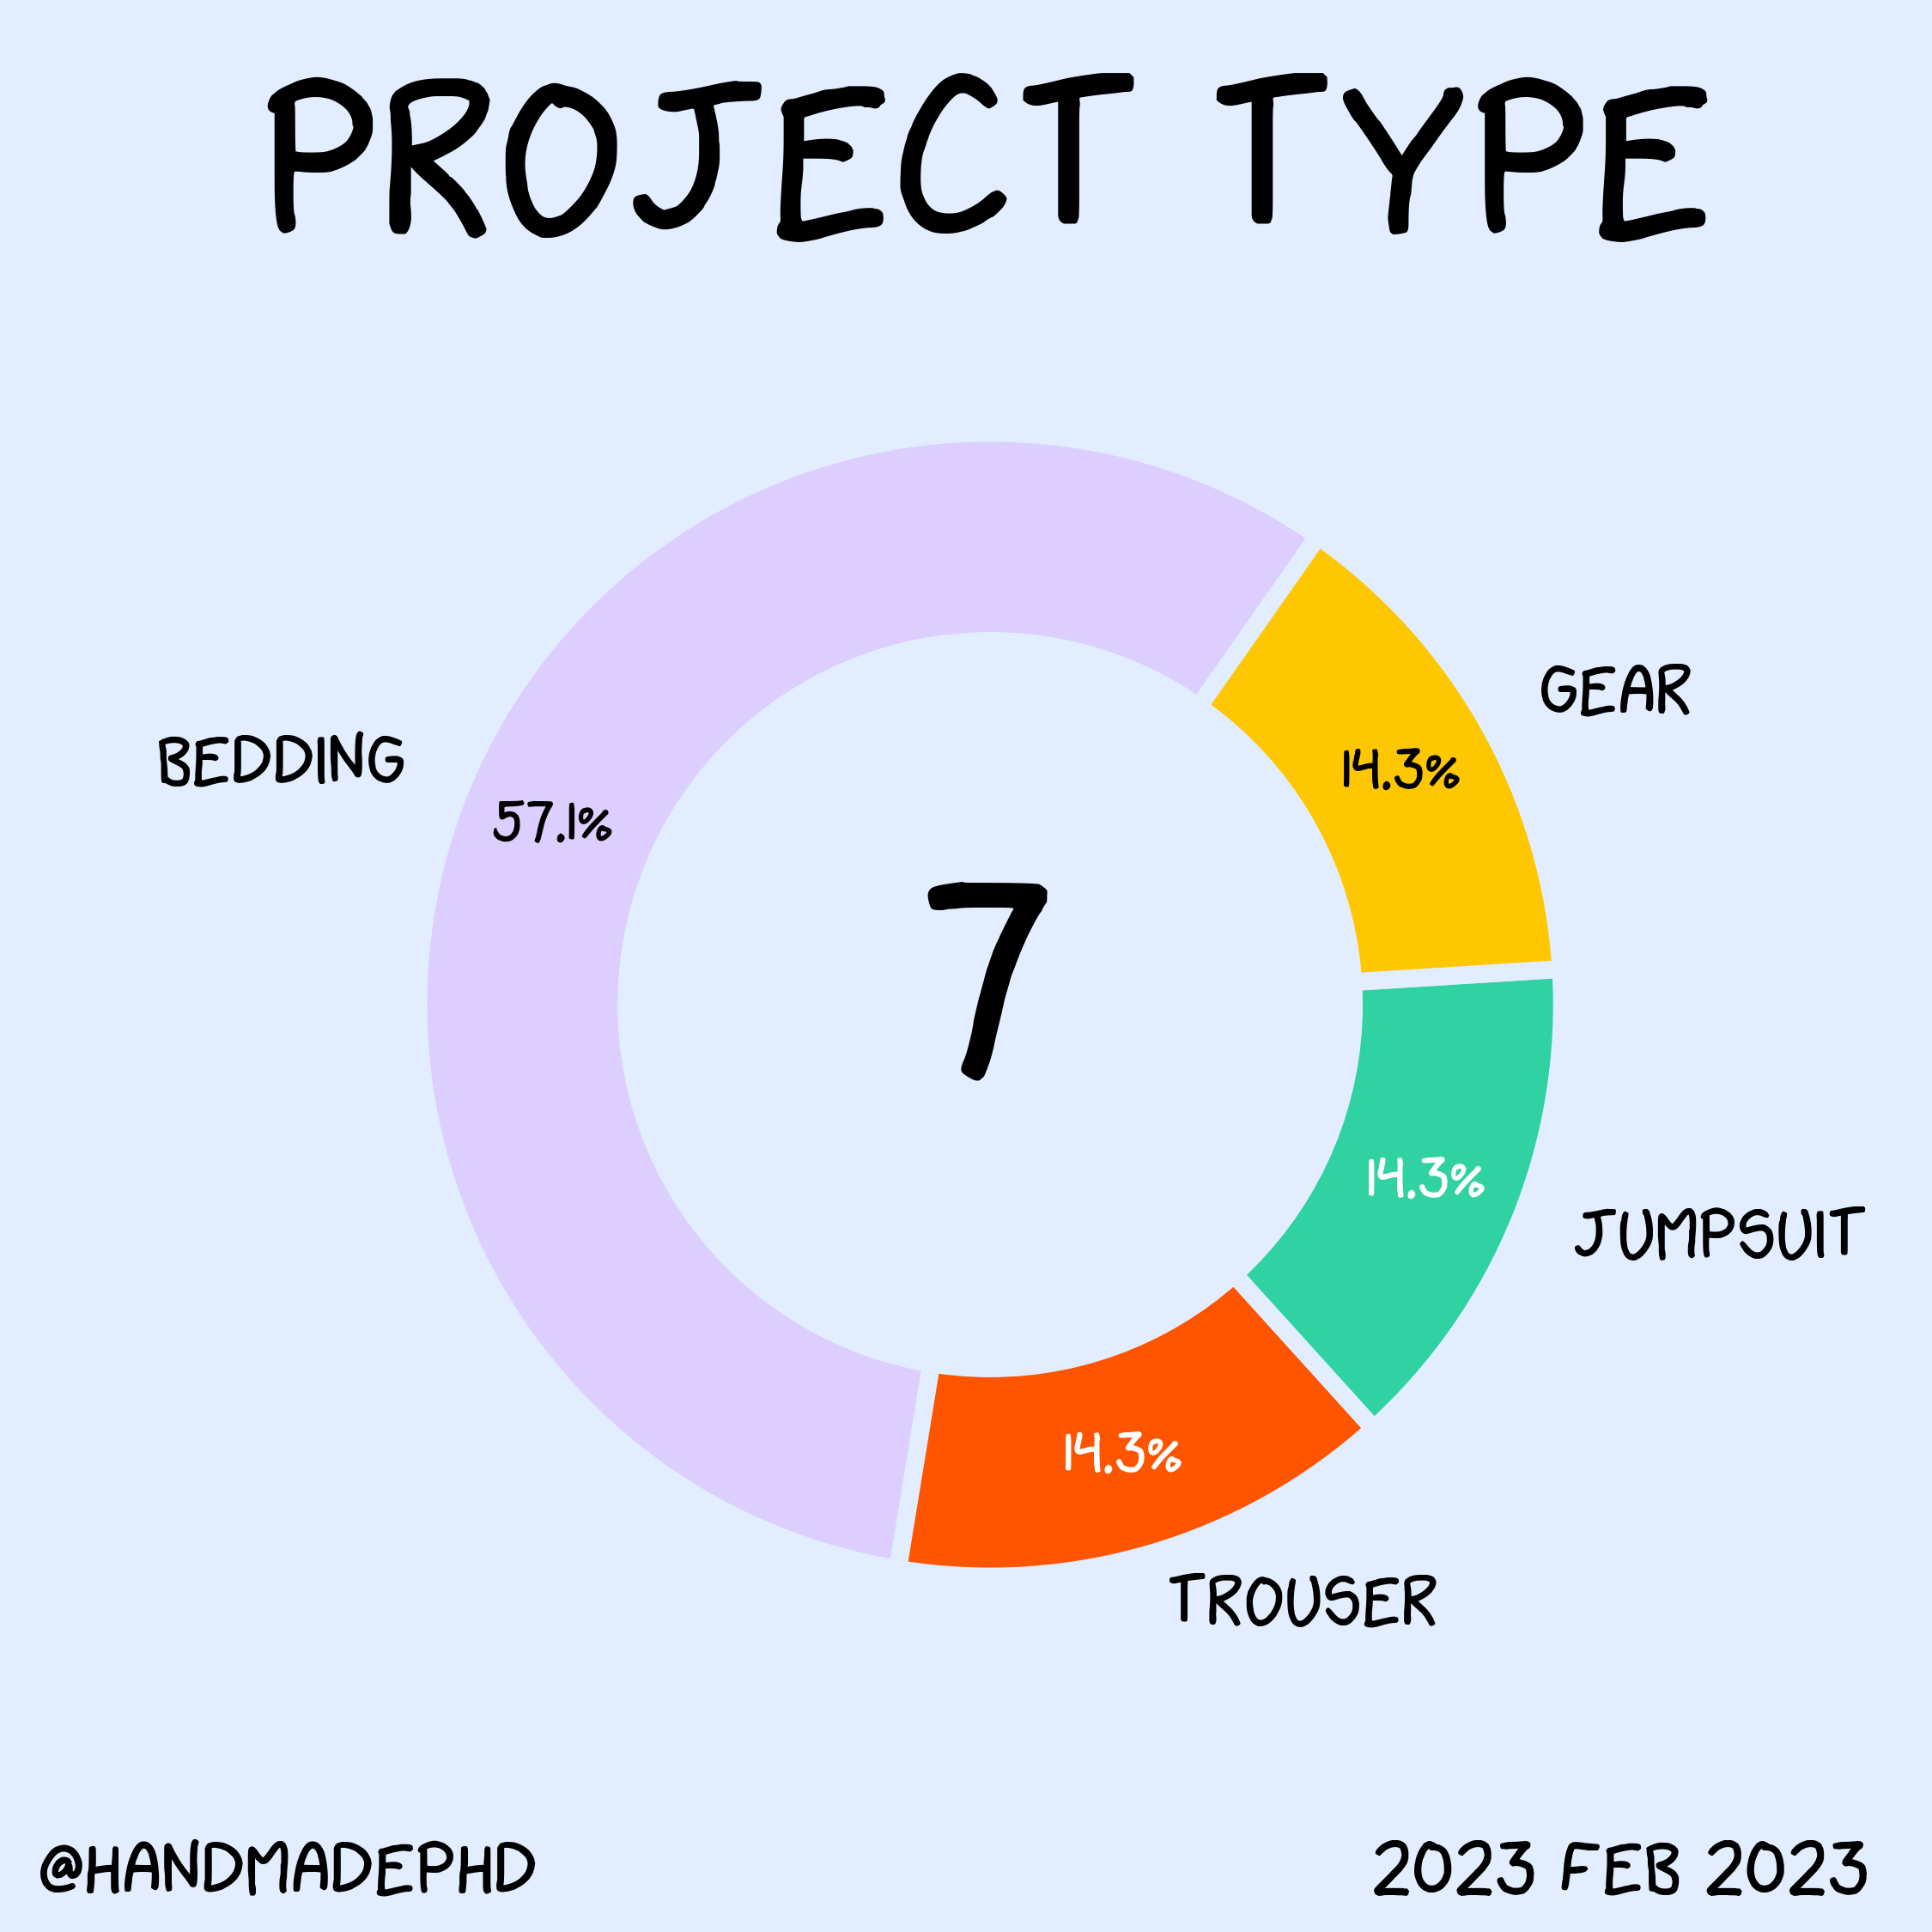 PROJECT TYPE
GEAR
BEDDING
14.3%
57.1%
7
14.3%
JUMPSUIT
14.3%
TROUSER
@HANDMADEPHD
2023 FEB 2023